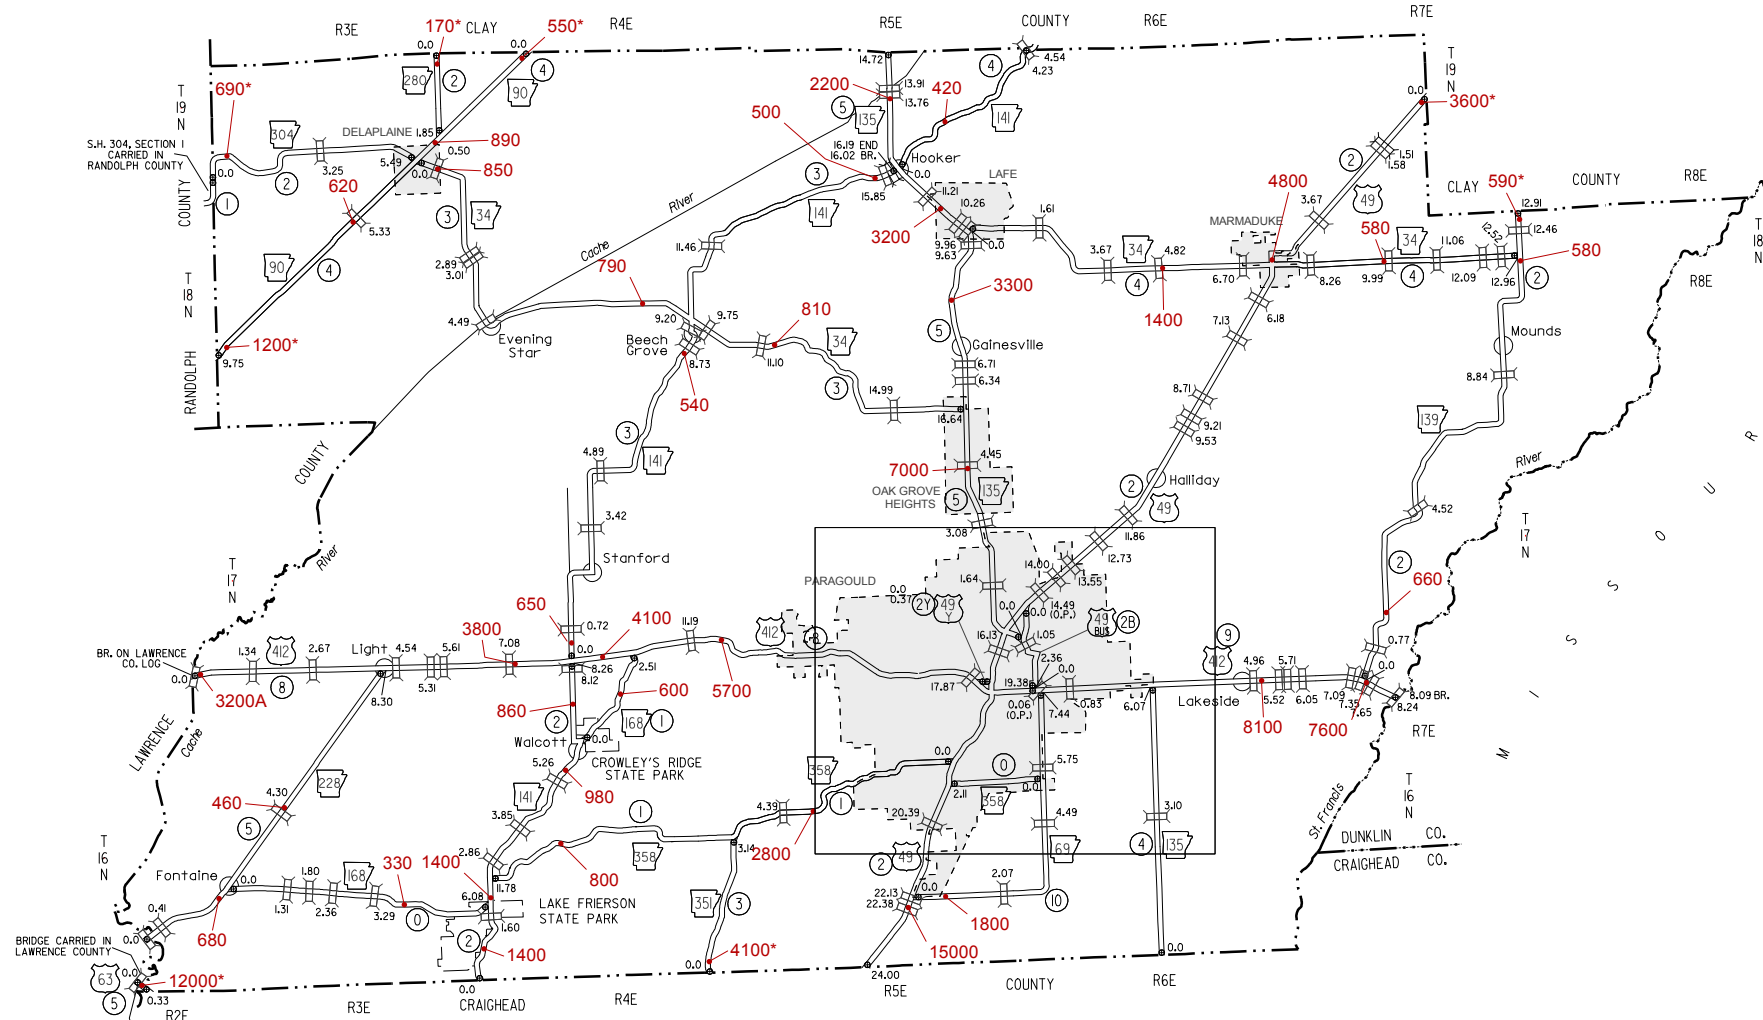 R3E
170*
CLAY
550*
R4E
R5E
COUNTY
R6E
R7E
0.0
0.0
14.72
4.54
4.23
4
2
4
280
90
T
19
N
690*
2200
13.91
13.76
420
5
135
141
T
19
N
0.0
3600*
304
DELAPLAINE
1.85
890
500
S.H. 304, SECTION 1
CARRIED IN
RANDOLPH COUNTY
5.49
0.50
0.0
850
16.19 END
16.02 BR.
Hooker
0.0
3.25
0.0
2
1
COUNTY
620
3
34
5.33
River
3
15.85
141
11.21
LAFE
10.26
3200
1.51
1.58
2
49
3.67
CLAY
COUNTY
R8E
590*
12.91
12.46
T
18
N
R8E
MARMADUKE
4800
580
34
11.06
12.52
580
1.61
34
4.82
3.67
4
6.70
8.26
9.99
4
12.09
12.96
2
1400
9.96
9.63
0.0
90
4
2.89
3.01
Cache
11.46
790
T
18
N
1200*
9.75
RANDOLPH
4.49
Evening
Star
9.20
9.75
Beech
Grove
8.73
810
11.10
34
3
540
14.99
16.64
3300
5
Gainesville
6.71
6.34
7.13
6.18
Mounds
8.84
8.71
9.21
9.53
139
COUNTY
River
3
4.89
141
3.42
Stanford
7000
4.45
OAK GROVE
HEIGHTS
5
135
3.08
2
Halliday
49
11.86
12.73
4.52
2
River
T
17
N
M I S S O U R
T
17
N
PARAGOULD
0.0
0.37
2Y
49
Y
1.64
14.00
13.55
0.0
0.0
14.49
(O.P.)
49
BUS
2B
1.05
16.13
660
0.77
650
0.72
4100
11.19
412
8
3800
7.08
BR. ON LAWRENCE
CO. LOG
0.0
1.34
412
2.67
Light
4.54
5.61
5.31
8
3200A
8.30
0.0
8.26
8.12
2.51
600
5700
17.87
19.38
2.36
0.0
0.06
(O.P.)
7.44
0.83
6.07
9
412
4.96
5.71
Lakeside
8100
5.52
6.05
7.09
7.35
7.65
7600
0.0
8.09 BR.
8.24
R7E
LAWRENCE
Cache
860
2
168
1
Walcott
0.0
CROWLEY'S RIDGE
STATE PARK
5.26
980
228
460
4.30
5
141
3.85
358
0.0
0
5.75
0.0
2.11
358
1
4.39
2800
20.39
4.49
69
3.10
4
135
St. Francis
T
16
N
DUNKLIN CO.
CRAIGHEAD CO.
T
16
N
1
358
3.14
2.86
1400
800
2
49
Fontaine
1.80
168
330
1.31
2.36
3.29
0
6.08
11.78
LAKE FRIERSON
STATE PARK
351
3
22.13
22.38
0.0
2.07
10
1800
15000
0.41
0.0
680
2
1.60
1400
4100*
0.0
BRIDGE CARRIED IN
LAWRENCE COUNTY
63
0.0
12000*
5
0.33
R2E
R3E
0.0
CRAIGHEAD
R4E
24.00
R5E
COUNTY
0.0
R6E